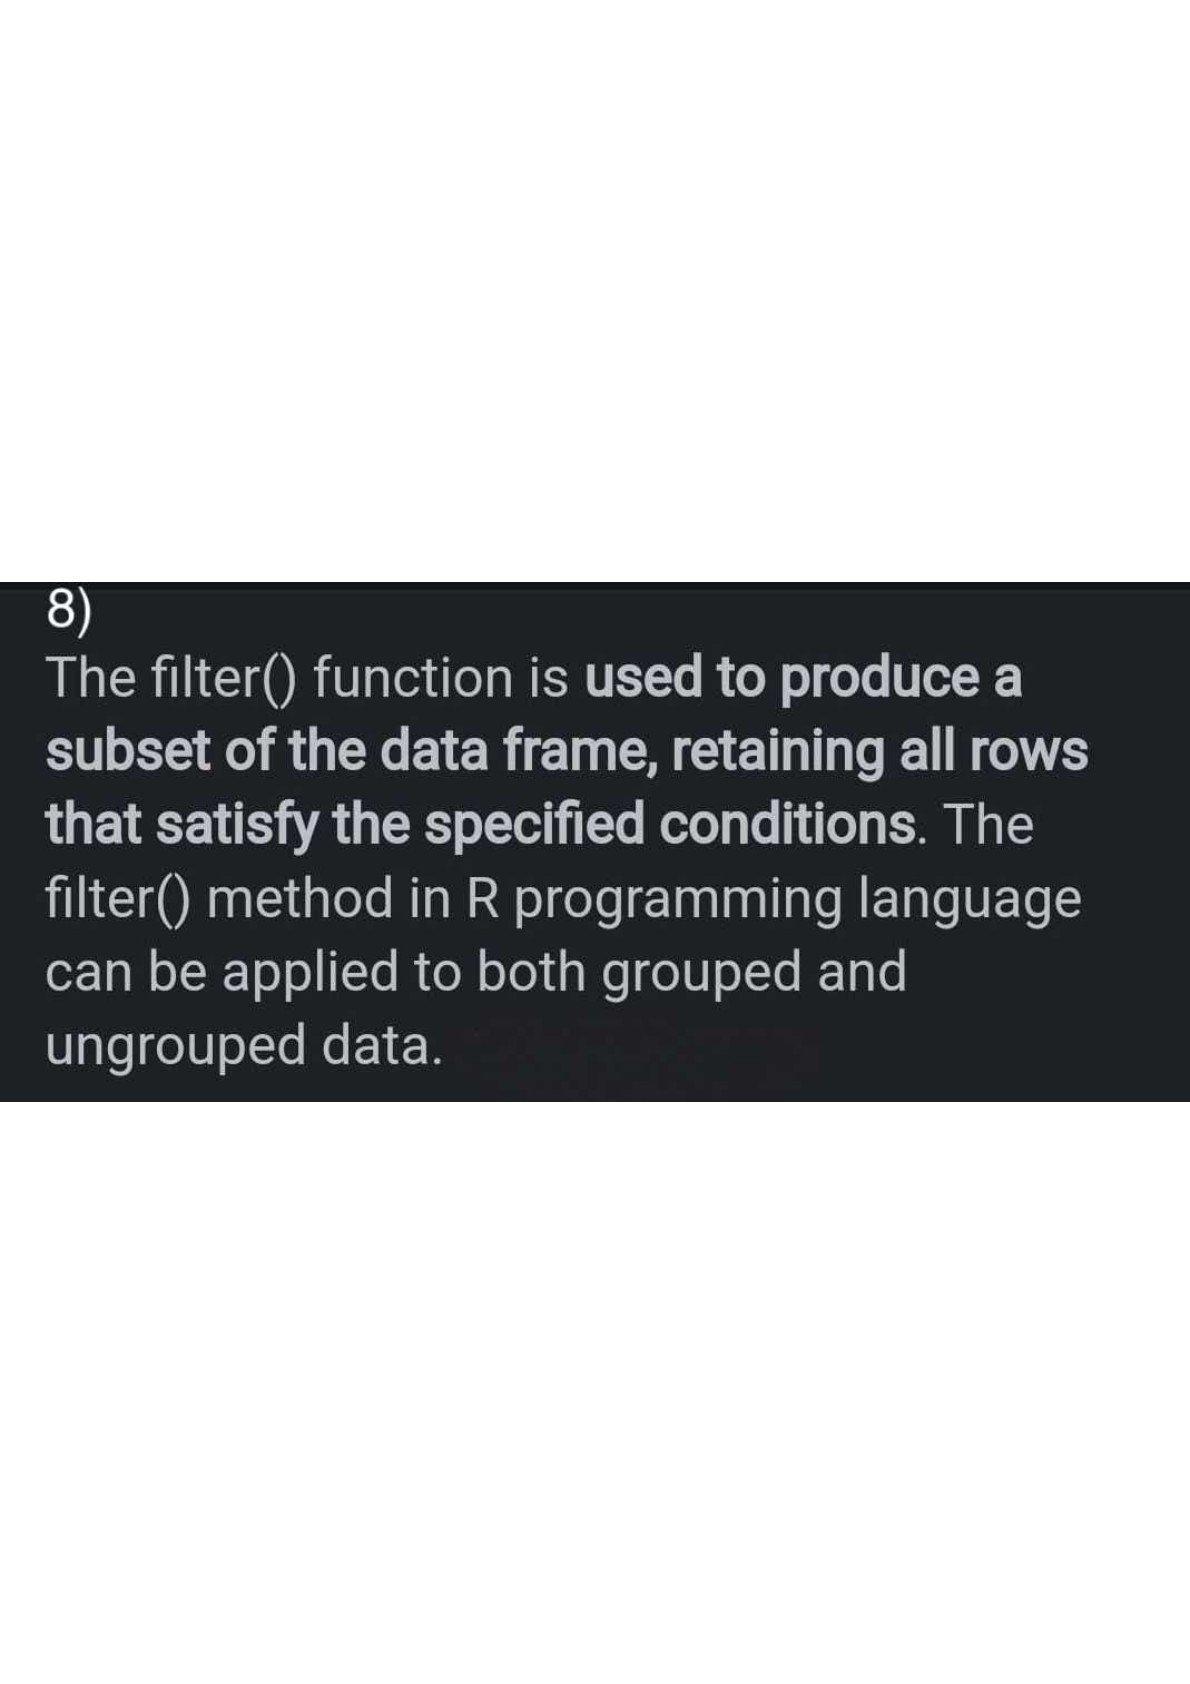 8)
The filter() function is used to produce a
subset of the data frame, retaining all rows
that satisfy the specified conditions. The
filter() method in R programming language
can be applied to both grouped and
ungrouped data.